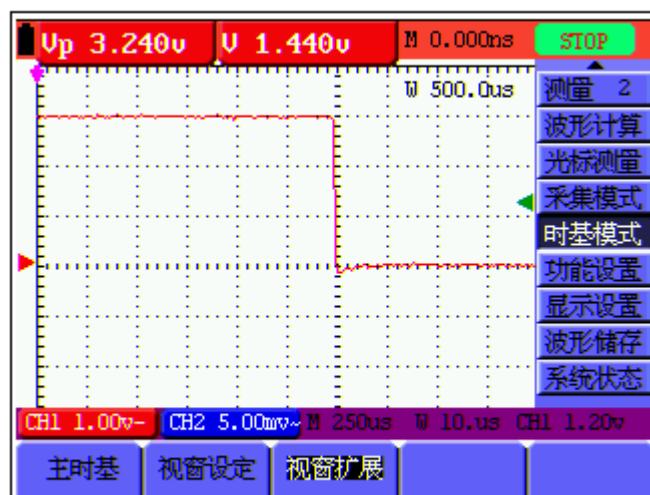 Vp 3.240v
V 1.440v
M 0.000ns
STOP
W 500.0us
测量 2
波形计算
光标测量
采集模式
时基模式
功能设置
显示设置
波形储存
系统状态
CH1 1.00v-
CH2 5.00mv~
M 250us
W 10.us
CH1 1.20v
主时基
视窗设定
视窗扩展